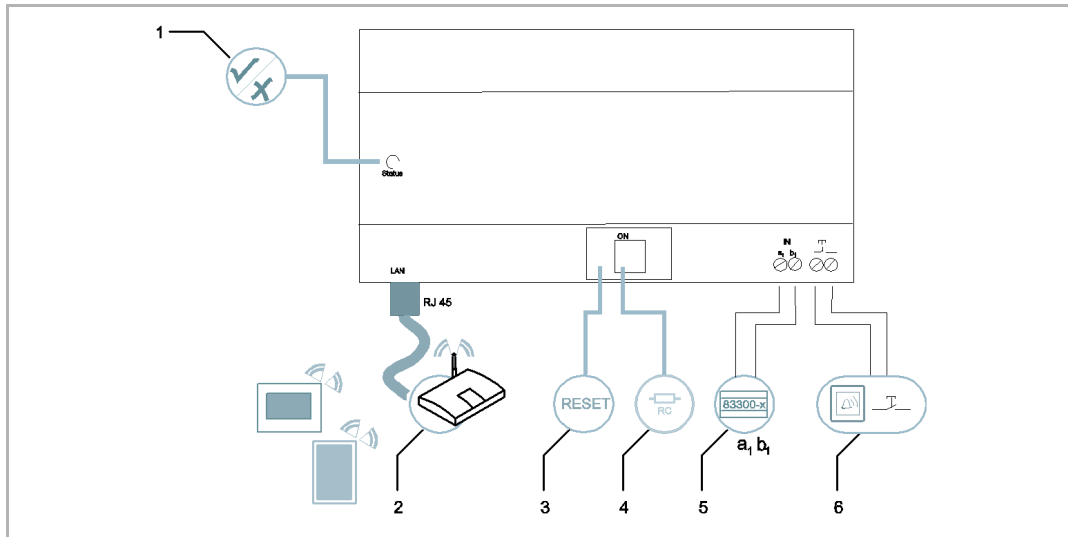 1
Status
ON
IN
a1 b1
LAN
RJ 45
RESET
RC
83300-x
a1 b1
2
3
4
5
6